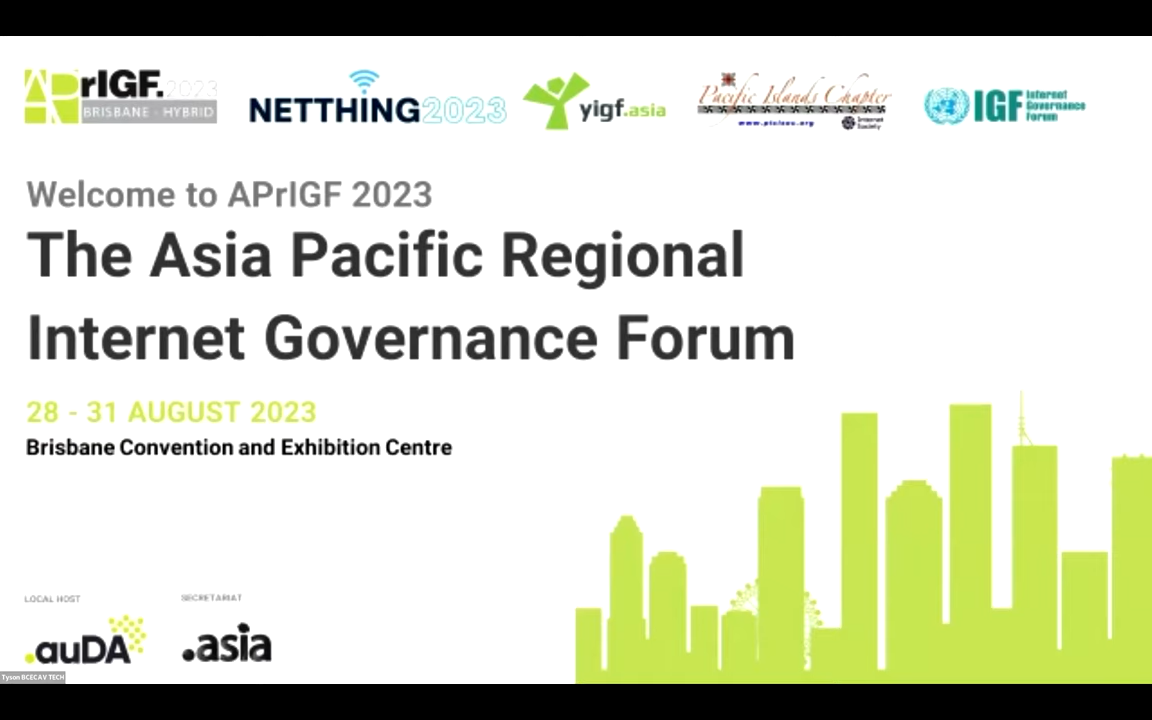 APrIGF.2023
BRISBANE - HYBRID
NETTHING2023
yigf.asia
Pacific Islands Chapter
www.picisoc.org
Internet
Society
IGF
Internet
Governance
Forum
Welcome to APrIGF 2023
The Asia Pacific Regional
Internet Governance Forum
28 - 31 AUGUST 2023
Brisbane Convention and Exhibition Centre
LOCAL HOST
SECRETARIAT
.auDA
.asia
Tyson BCECAV TECH